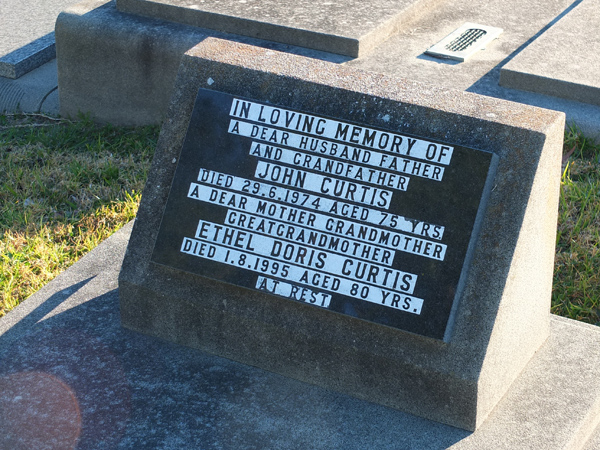 IN LOVING MEMORY OF
A DEAR HUSBAND FATHER
AND GRANDFATHER
JOHN CURTIS
DIED 29.6.1974 AGED 75 YRS
A DEAR MOTHER GRANDMOTHER
GREATGRANDMOTHER
ETHEL DORIS CURTIS
DIED 1.8.1995 AGED 80 YRS.
AT REST